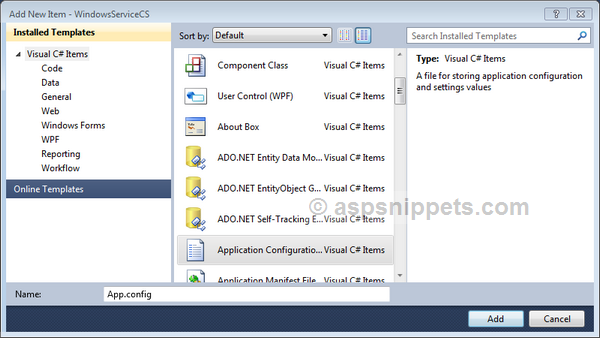 Add New Item - WindowsServiceCS
Installed Templates
Visual C# Items
Code
Data
General
Web
Windows Forms
WPF
Reporting
Workflow
Online Templates
Sort by: Default
Component Class Visual C# Items
User Control (WPF) Visual C# Items
About Box Visual C# Items
ADO.NET Entity Data Mo... Visual C# Items
ADO.NET EntityObject G... Visual C# Items
ADO.NET Self-Tracking E... Visual C# Items
Application Configuratio... Visual C# Items
Application Manifest File Visual C# Items
Search Installed Templates
Type: Visual C# Items
A file for storing application configuration
and settings values
© aspsnippets.com
Name: App.config
Add Cancel